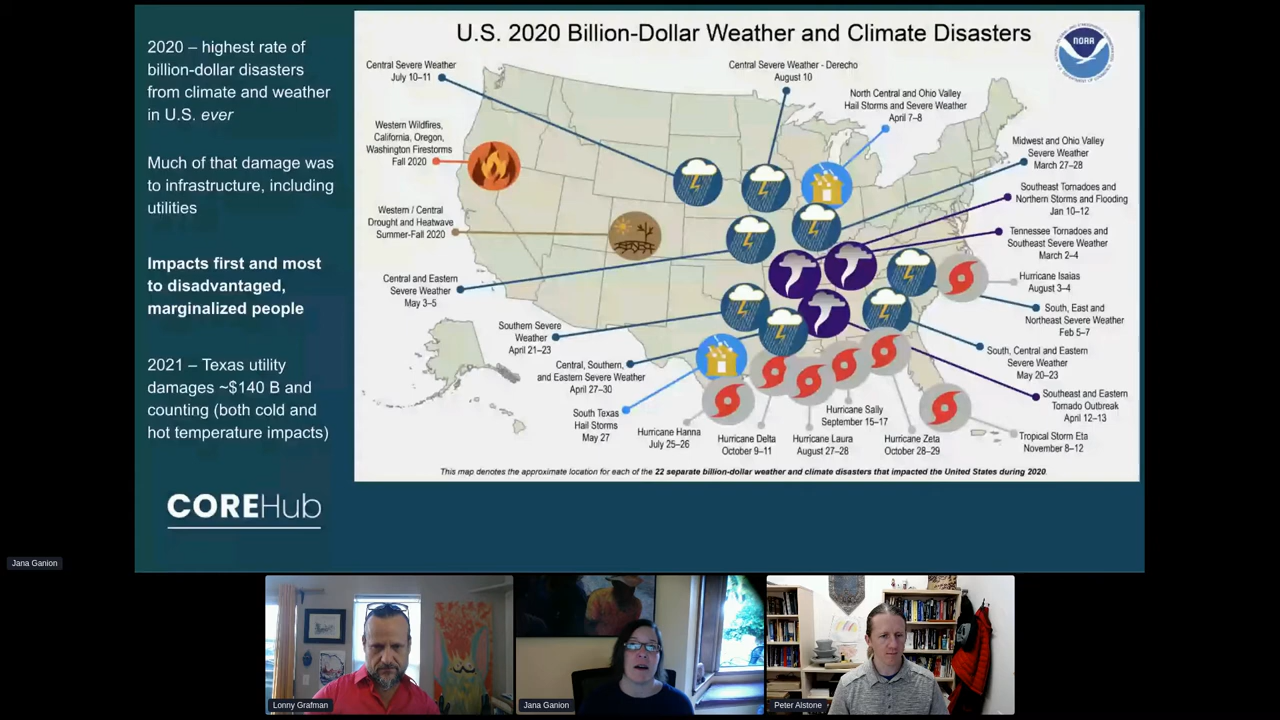 2020 – highest rate of
billion-dollar disasters
from climate and weather
in U.S. ever
Much of that damage was
to infrastructure, including
utilities
Impacts first and most
to disadvantaged,
marginalized people
2021 – Texas utility
damages ~$140 B and
counting (both cold and
hot temperature impacts)
COREHub
U.S. 2020 Billion-Dollar Weather and Climate Disasters
NOAA
Central Severe Weather
July 10–11
Central Severe Weather - Derecho
August 10
North Central and Ohio Valley
Hail Storms and Severe Weather
April 7–8
Western Wildfires,
California, Oregon,
Washington Firestorms
Fall 2020
Midwest and Ohio Valley
Severe Weather
March 27–28
Southeast Tornadoes and
Northern Storms and Flooding
Jan 10–12
Western / Central
Drought and Heatwave
Summer-Fall 2020
Tennessee Tornadoes and
Southeast Severe Weather
March 2–4
Central and Eastern
Severe Weather
May 3–5
Hurricane Isaias
August 3–4
South, East and
Northeast Severe Weather
Feb 5–7
Southern Severe
Weather
April 21–23
South, Central and Eastern
Severe Weather
May 20–23
Central, Southern,
and Eastern Severe Weather
April 27–30
Southeast and Eastern
Tornado Outbreak
April 12–13
South Texas
Hail Storms
May 27
Hurricane Hanna
July 25–26
Hurricane Delta
October 9–11
Hurricane Laura
August 27–28
Hurricane Sally
September 15–17
Hurricane Zeta
October 28–29
Tropical Storm Eta
November 8–12
This map denotes the approximate location for each of the 22 separate billion-dollar weather and climate disasters that impacted the United States during 2020
Jana Ganion
Lonny Grafman
Jana Ganion
Peter Alstone